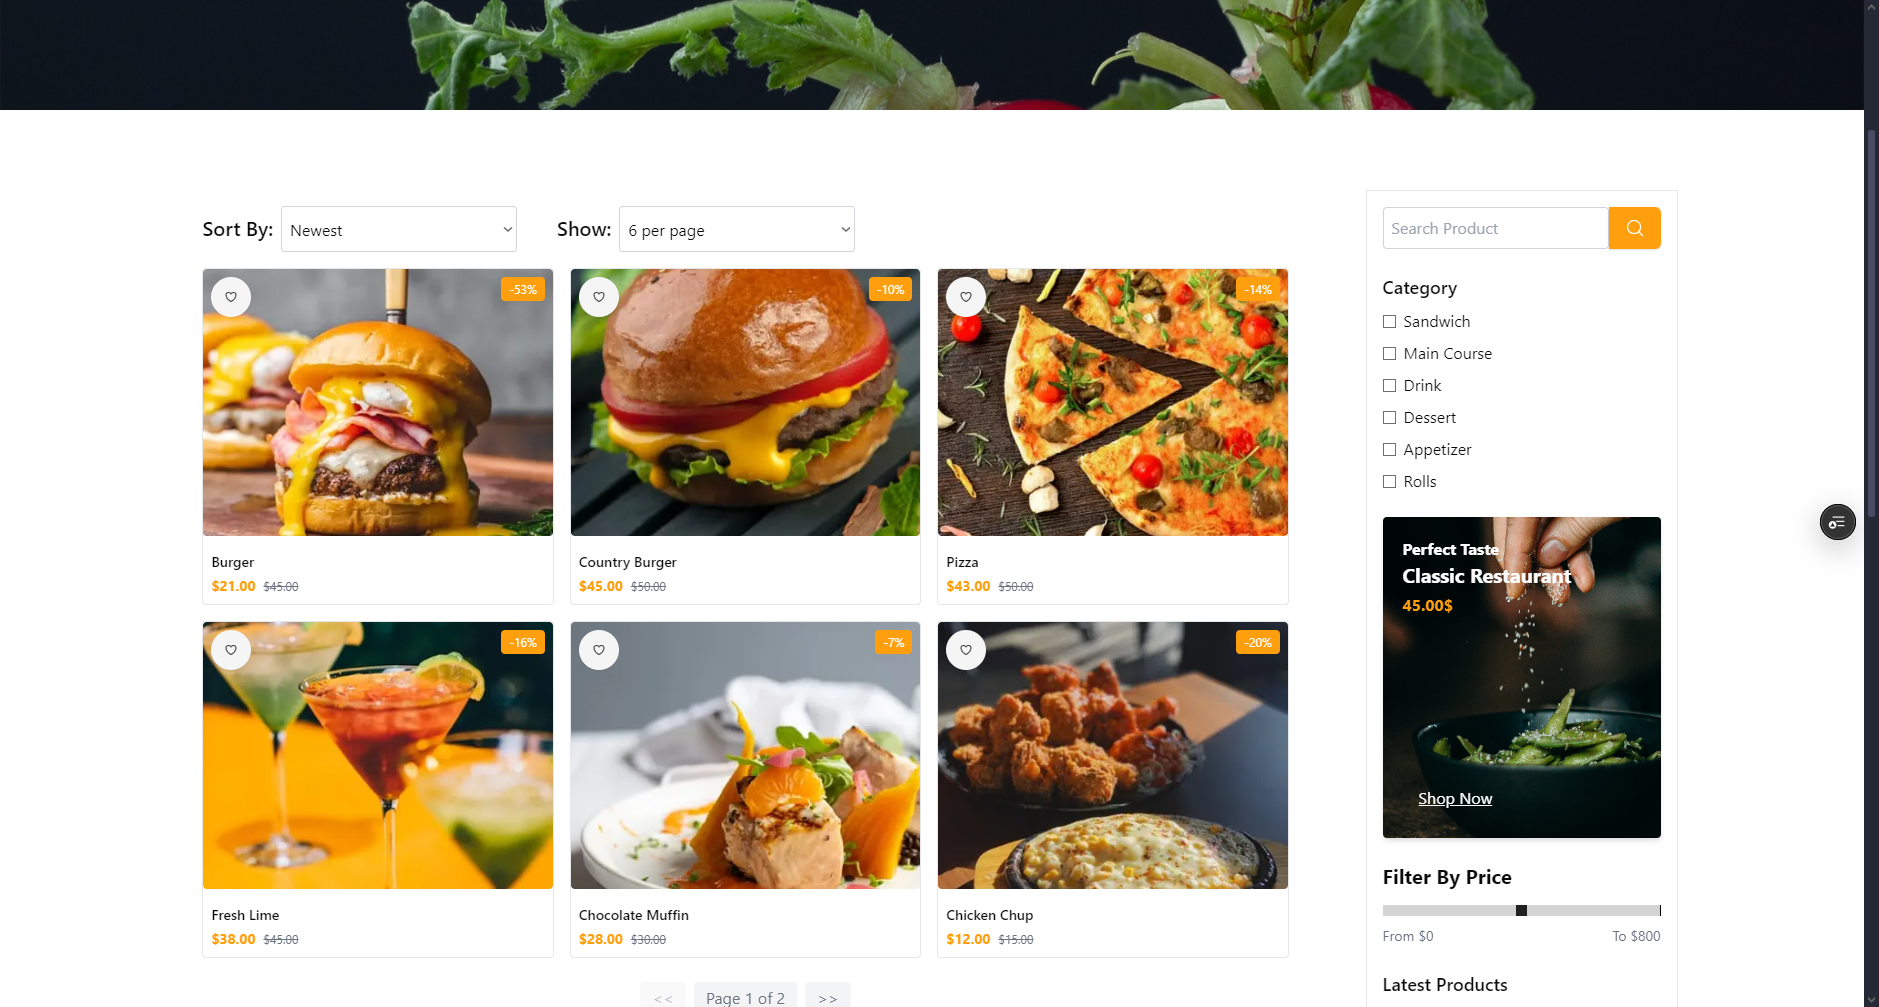 Sort By: Newest Show: 6 per page
-53%
-10%
-14%
Burger
$21.00 $45.00
Country Burger
$45.00 $50.00
Pizza
$43.00 $50.00
-16%
-7%
-20%
Fresh Lime
$38.00 $45.00
Chocolate Muffin
$28.00 $30.00
Chicken Chup
$12.00 $15.00
<< Page 1 of 2 >>
Search Product
Category
Sandwich
Main Course
Drink
Dessert
Appetizer
Rolls
Perfect Taste
Classic Restaurant
45.00$
Shop Now
Filter By Price
From $0 To $800
Latest Products